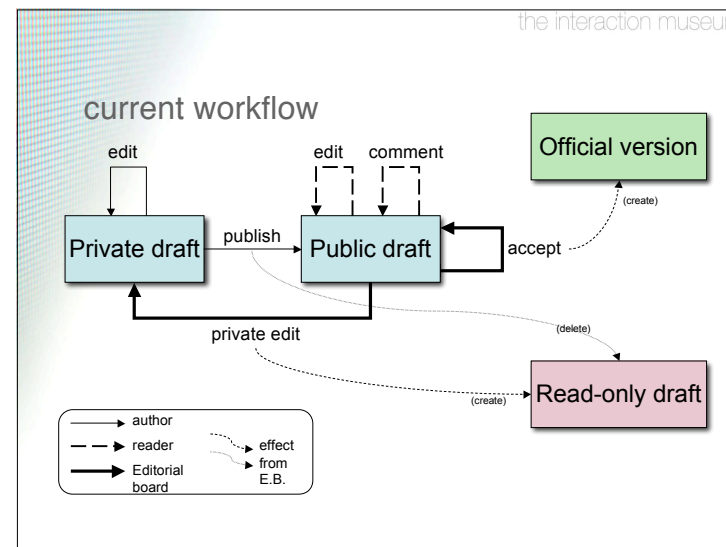 the interaction museum
current workflow
edit
edit
comment
Official version
(create)
Private draft
publish
Public draft
accept
private edit
(delete)
(create)
Read-only draft
author
reader
Editorial
board
effect
from
E.B.